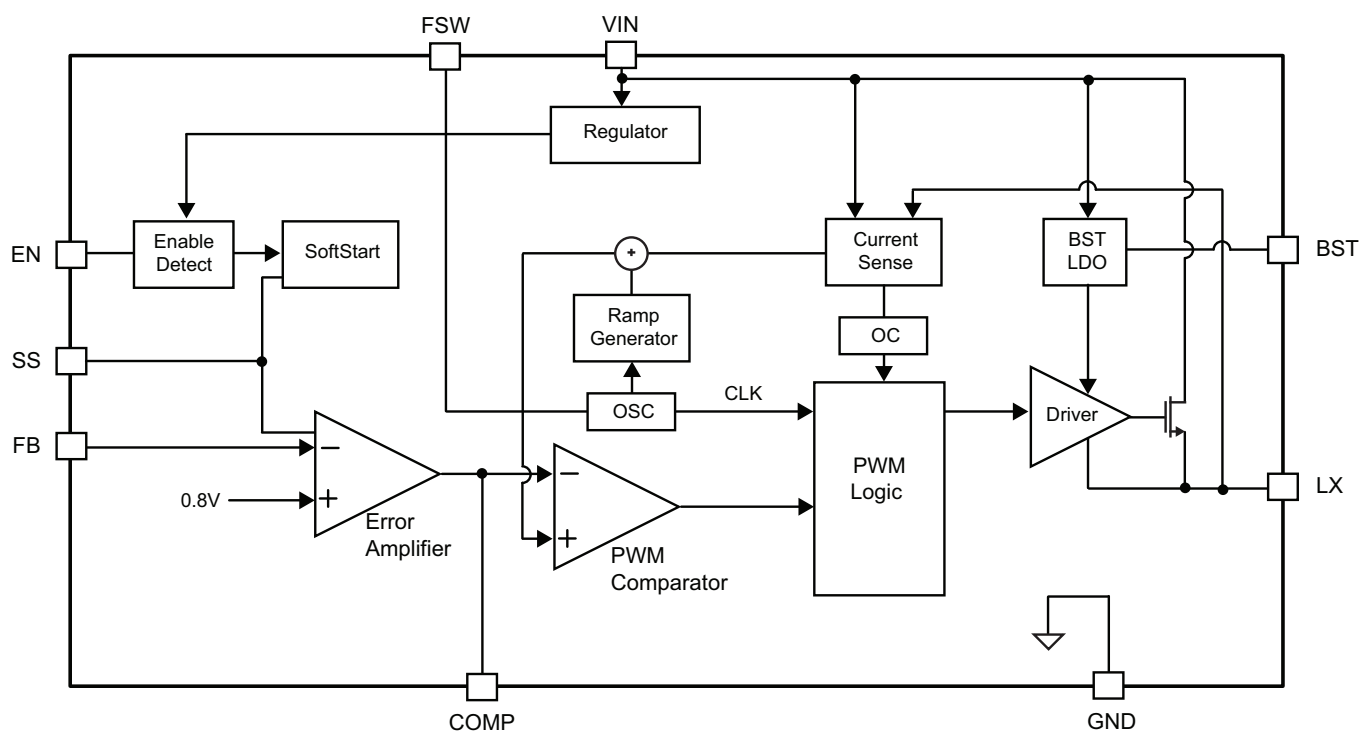 FSW
VIN
Regulator
EN
Enable
Detect
SoftStart
+
Current
Sense
BST
LDO
BST
Ramp
Generator
OC
SS
OSC
CLK
Driver
FB
−
0.8V
+
Error
Amplifier
−
+
PWM
Comparator
PWM
Logic
LX
COMP
GND